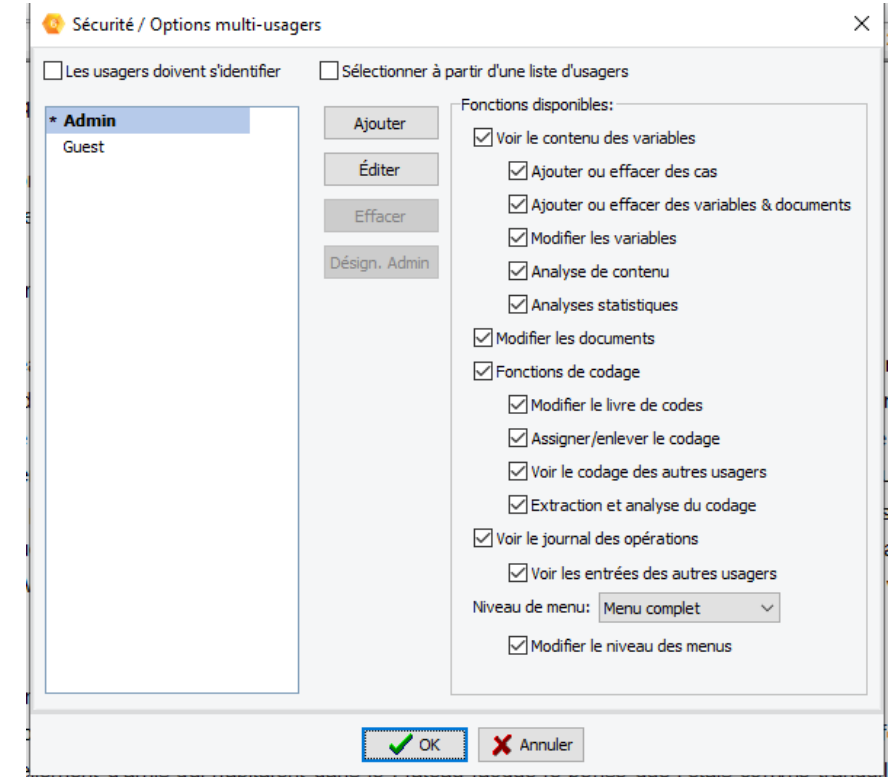 Sécurité / Options multi-usagers
Les usagers doivent s'identifier
Sélectionner à partir d'une liste d'usagers
* Admin
Guest
Ajouter
Éditer
Effacer
Désign. Admin
Fonctions disponibles:
Voir le contenu des variables
Ajouter ou effacer des cas
Ajouter ou effacer des variables & documents
Modifier les variables
Analyse de contenu
Analyses statistiques
Modifier les documents
Fonctions de codage
Modifier le livre de codes
Assigner/enlever le codage
Voir le codage des autres usagers
Extraction et analyse du codage
Voir le journal des opérations
Voir les entrées des autres usagers
Niveau de menu: Menu complet
Modifier le niveau des menus
OK
Annuler